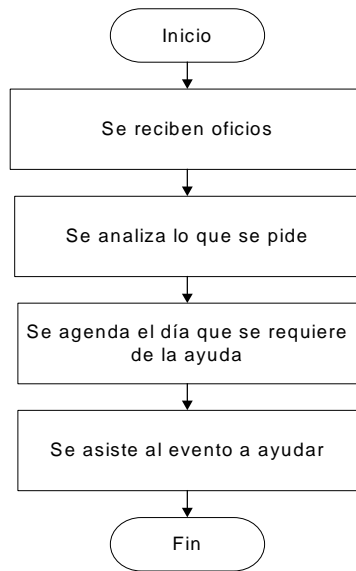 Inicio
Se reciben oficios
Se analiza lo que se pide
Se agenda el día que se requiere
de la ayuda
Se asiste al evento a ayudar
Fin